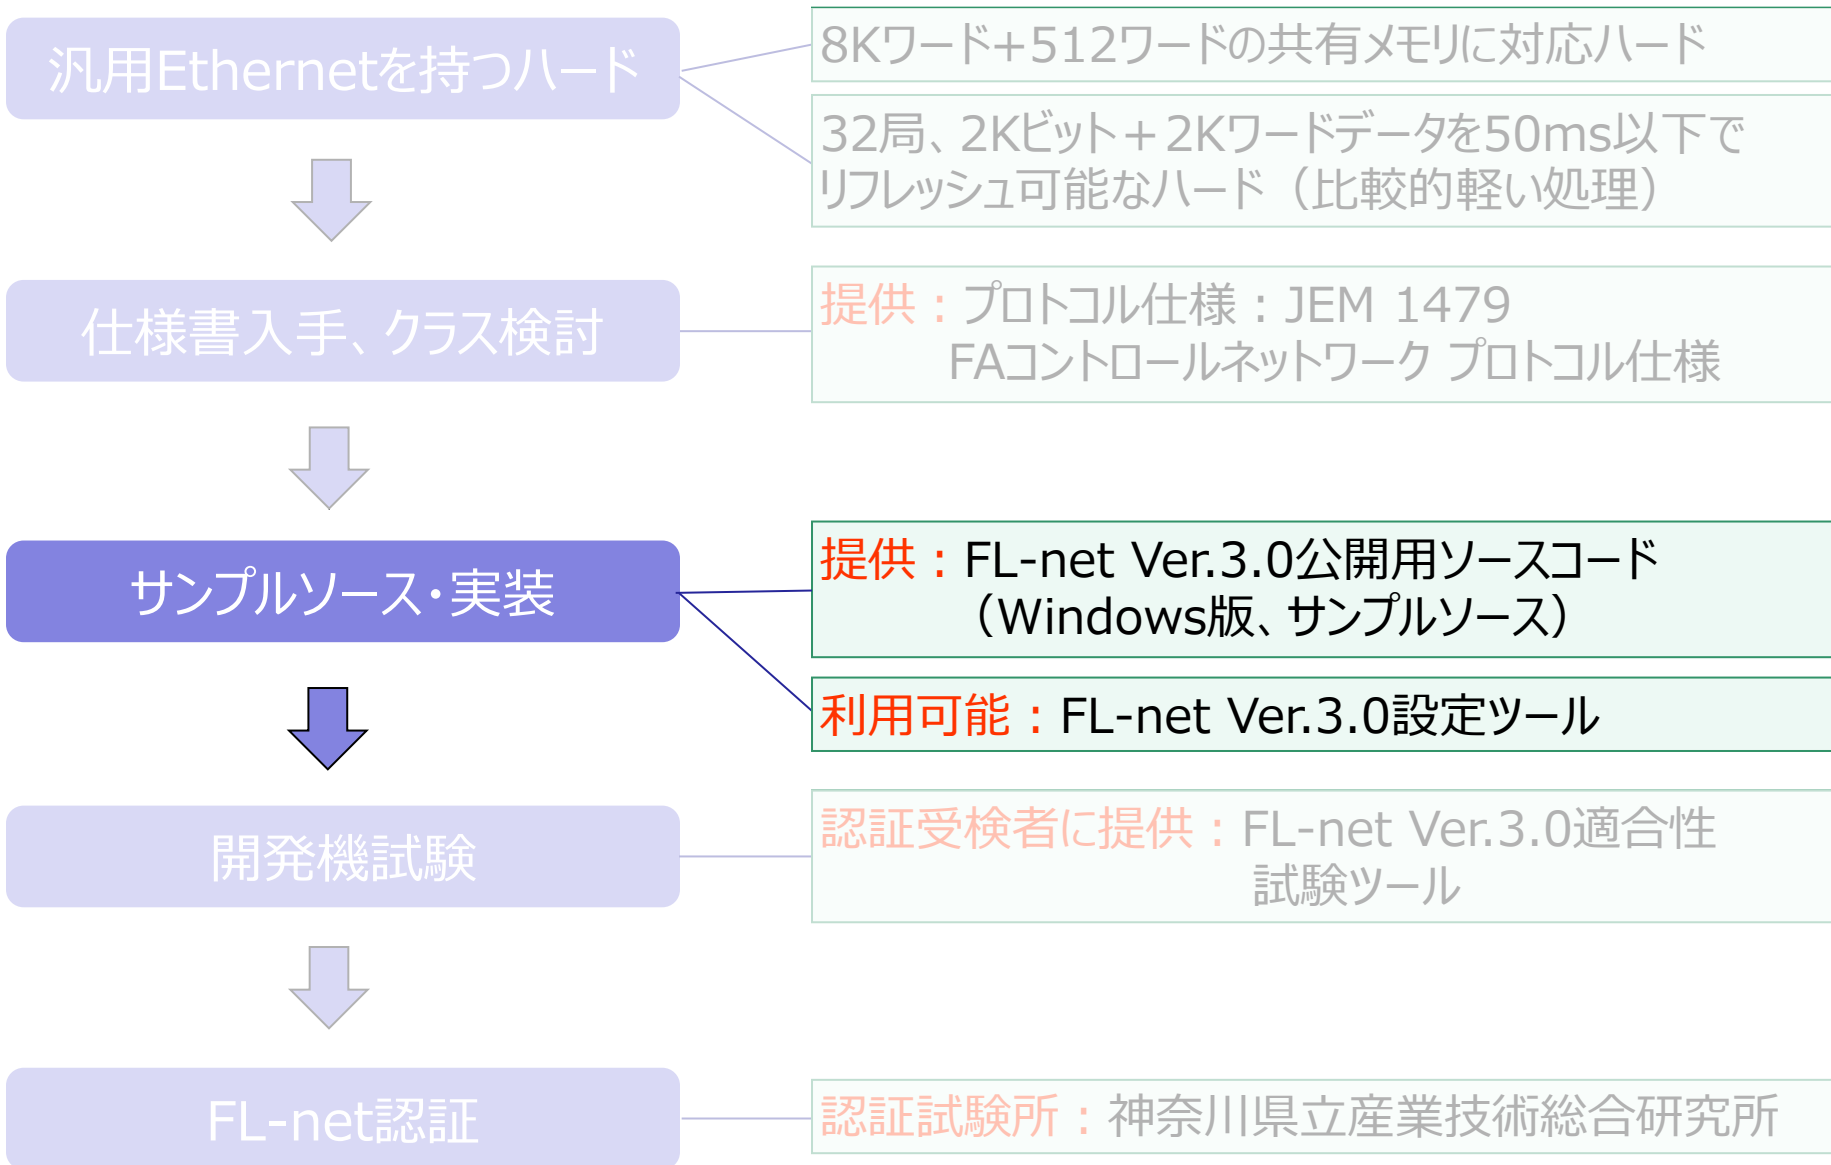 汎用Ethernetを持つハード
8Kワード+512ワードの共有メモリに対応ハード
32局、2Kビット＋2Kワードデータを50ms以下で
リフレッシュ可能なハード（比較的軽い処理）
仕様書入手、クラス検討
提供：プロトコル仕様：JEM 1479
FAコントロールネットワーク プロトコル仕様
サンプルソース・実装
提供：FL-net Ver.3.0公開用ソースコード
（Windows版、サンプルソース）
利用可能：FL-net Ver.3.0設定ツール
開発機試験
認証受検者に提供：FL-net Ver.3.0適合性
試験ツール
FL-net認証
認証試験所：神奈川県立産業技術総合研究所